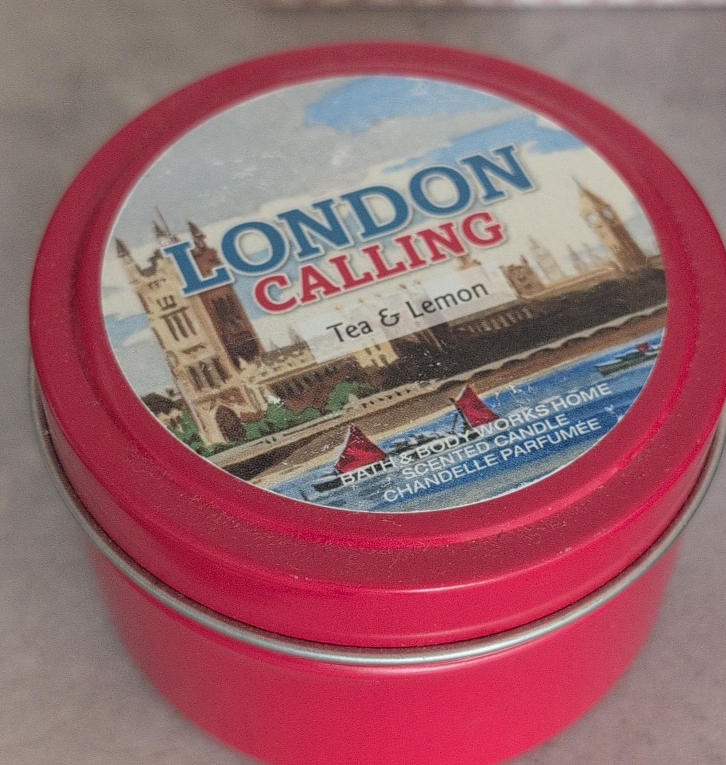 LONDON
CALLING
Tea & Lemon
BATH & BODY WORKS HOME
SCENTED CANDLE
CHANDELLE PARFUMÉE